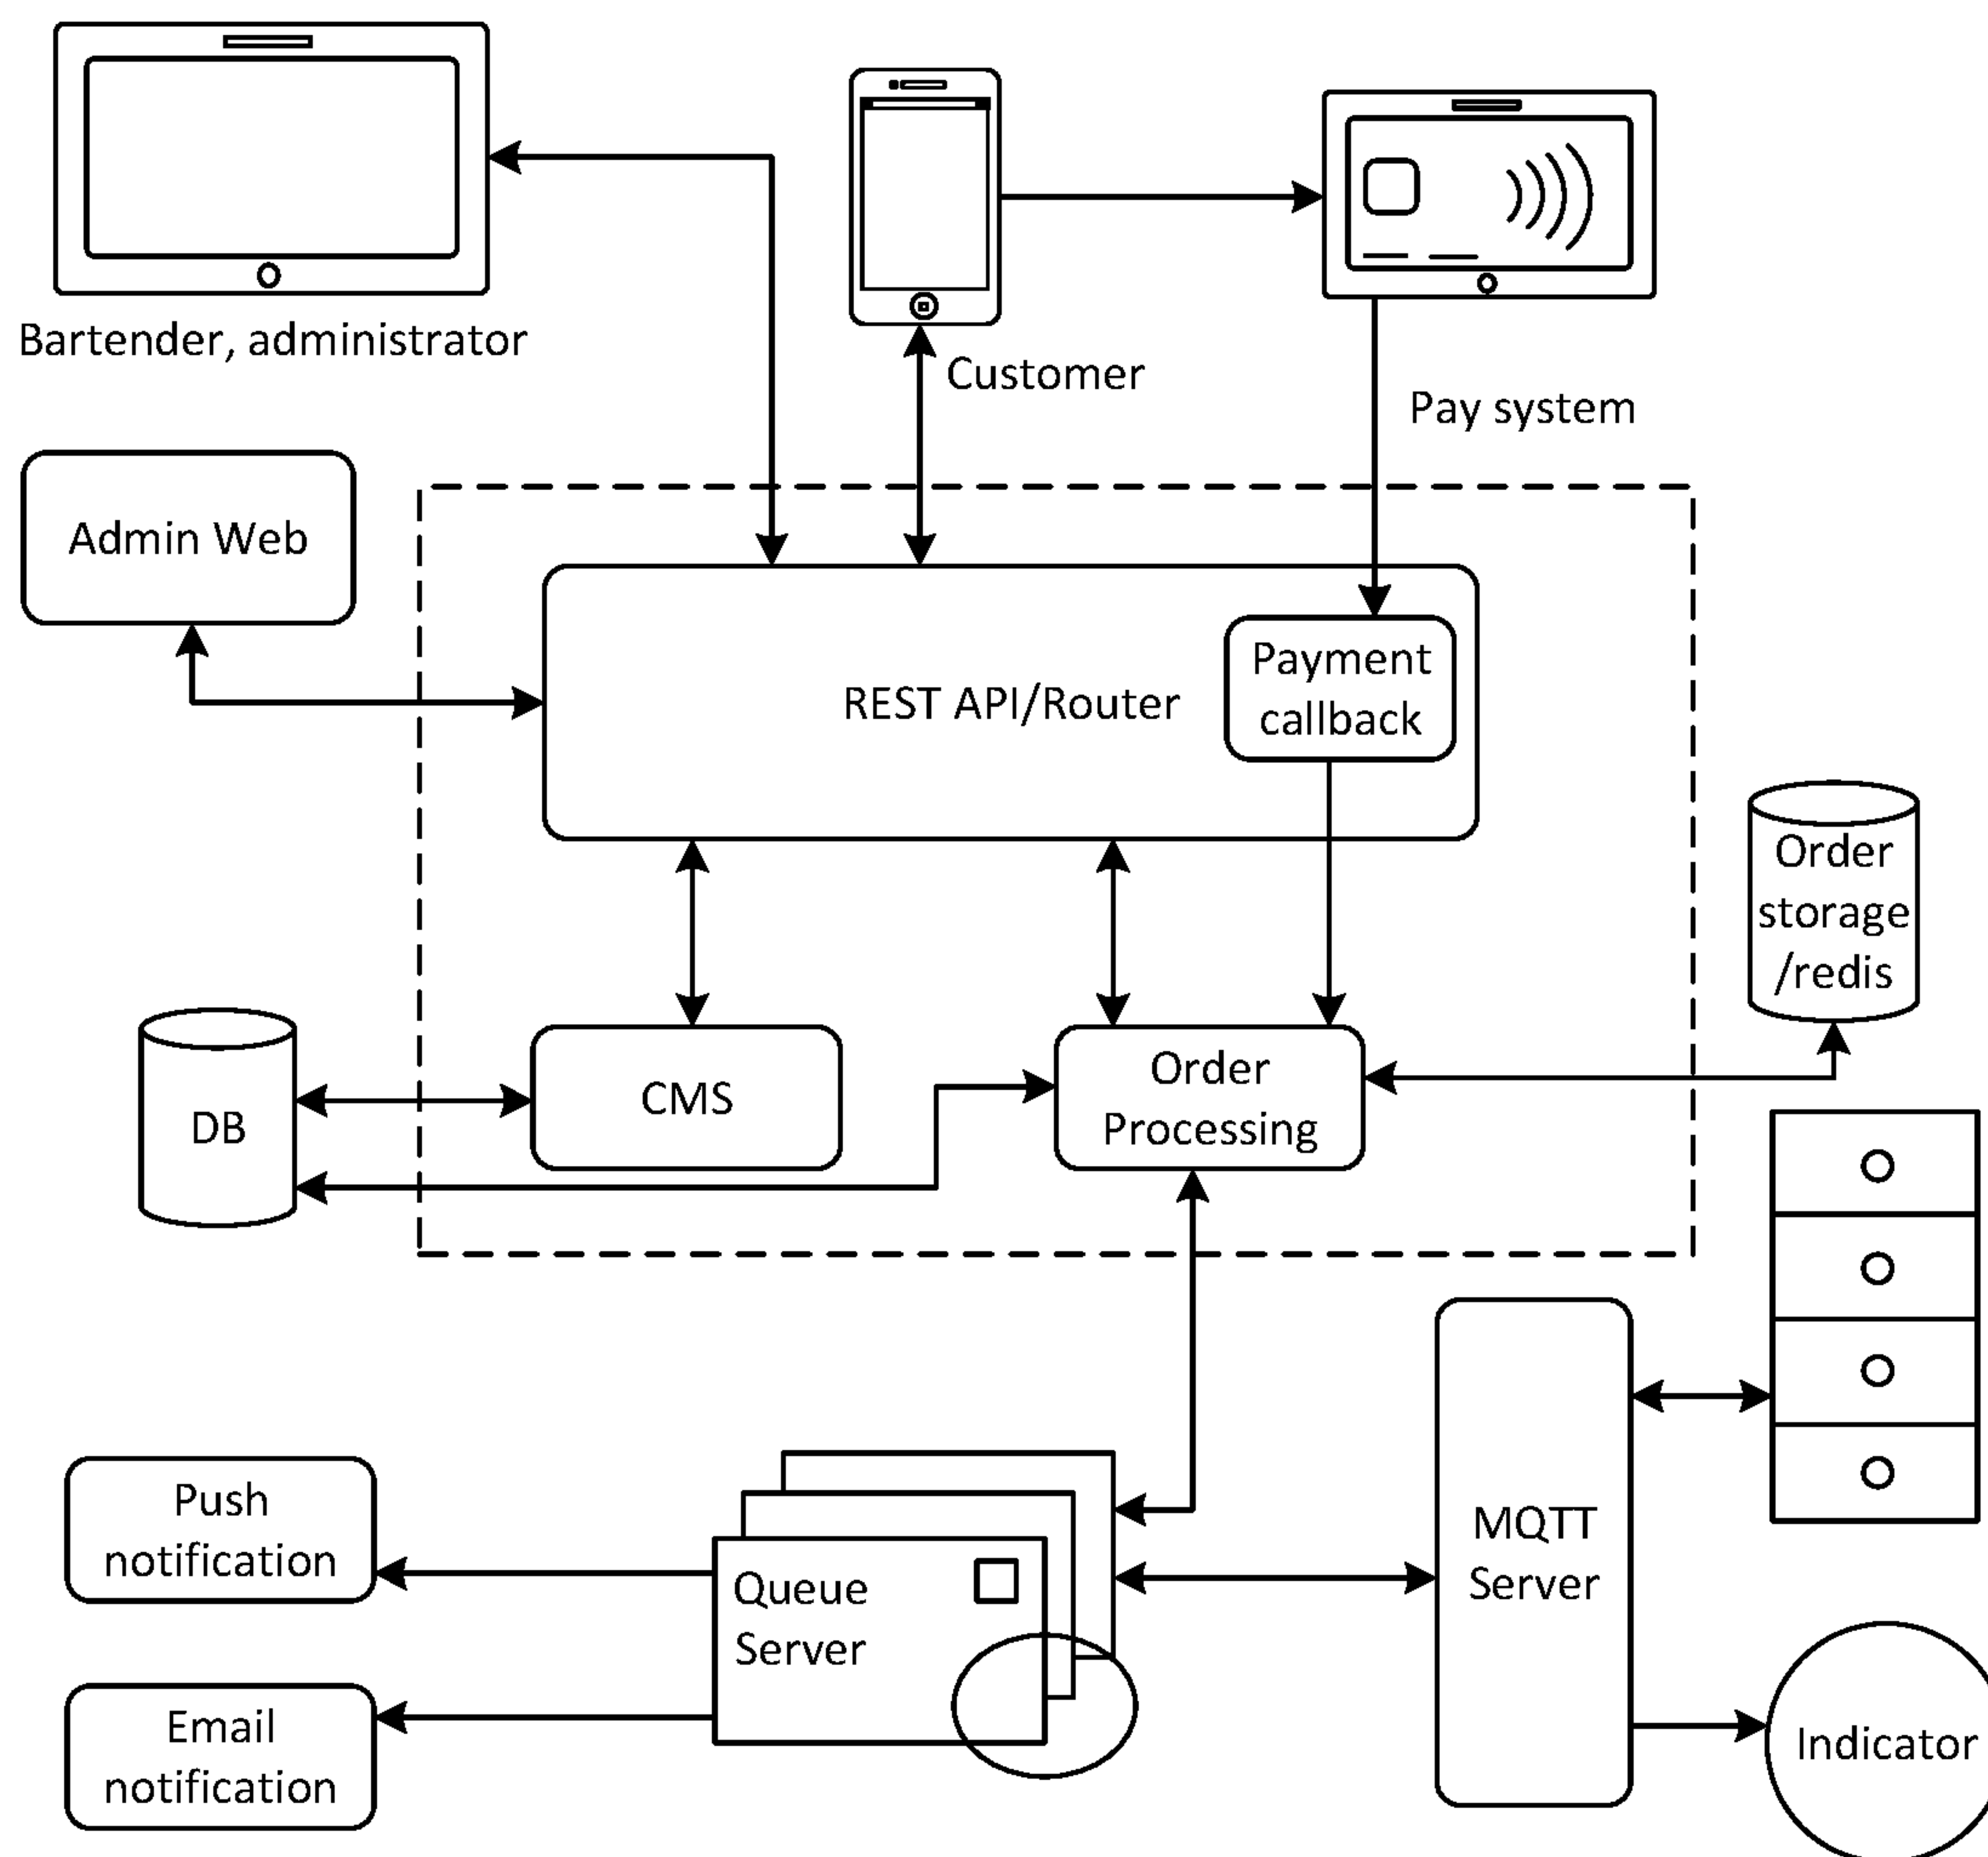 Bartender, administrator
Customer
Pay system
Admin Web
REST API/Router
Payment
callback
Order
storage
/redis
DB
CMS
Order
Processing
Push
notification
Queue
Server
MQTT
Server
Email
notification
Indicator